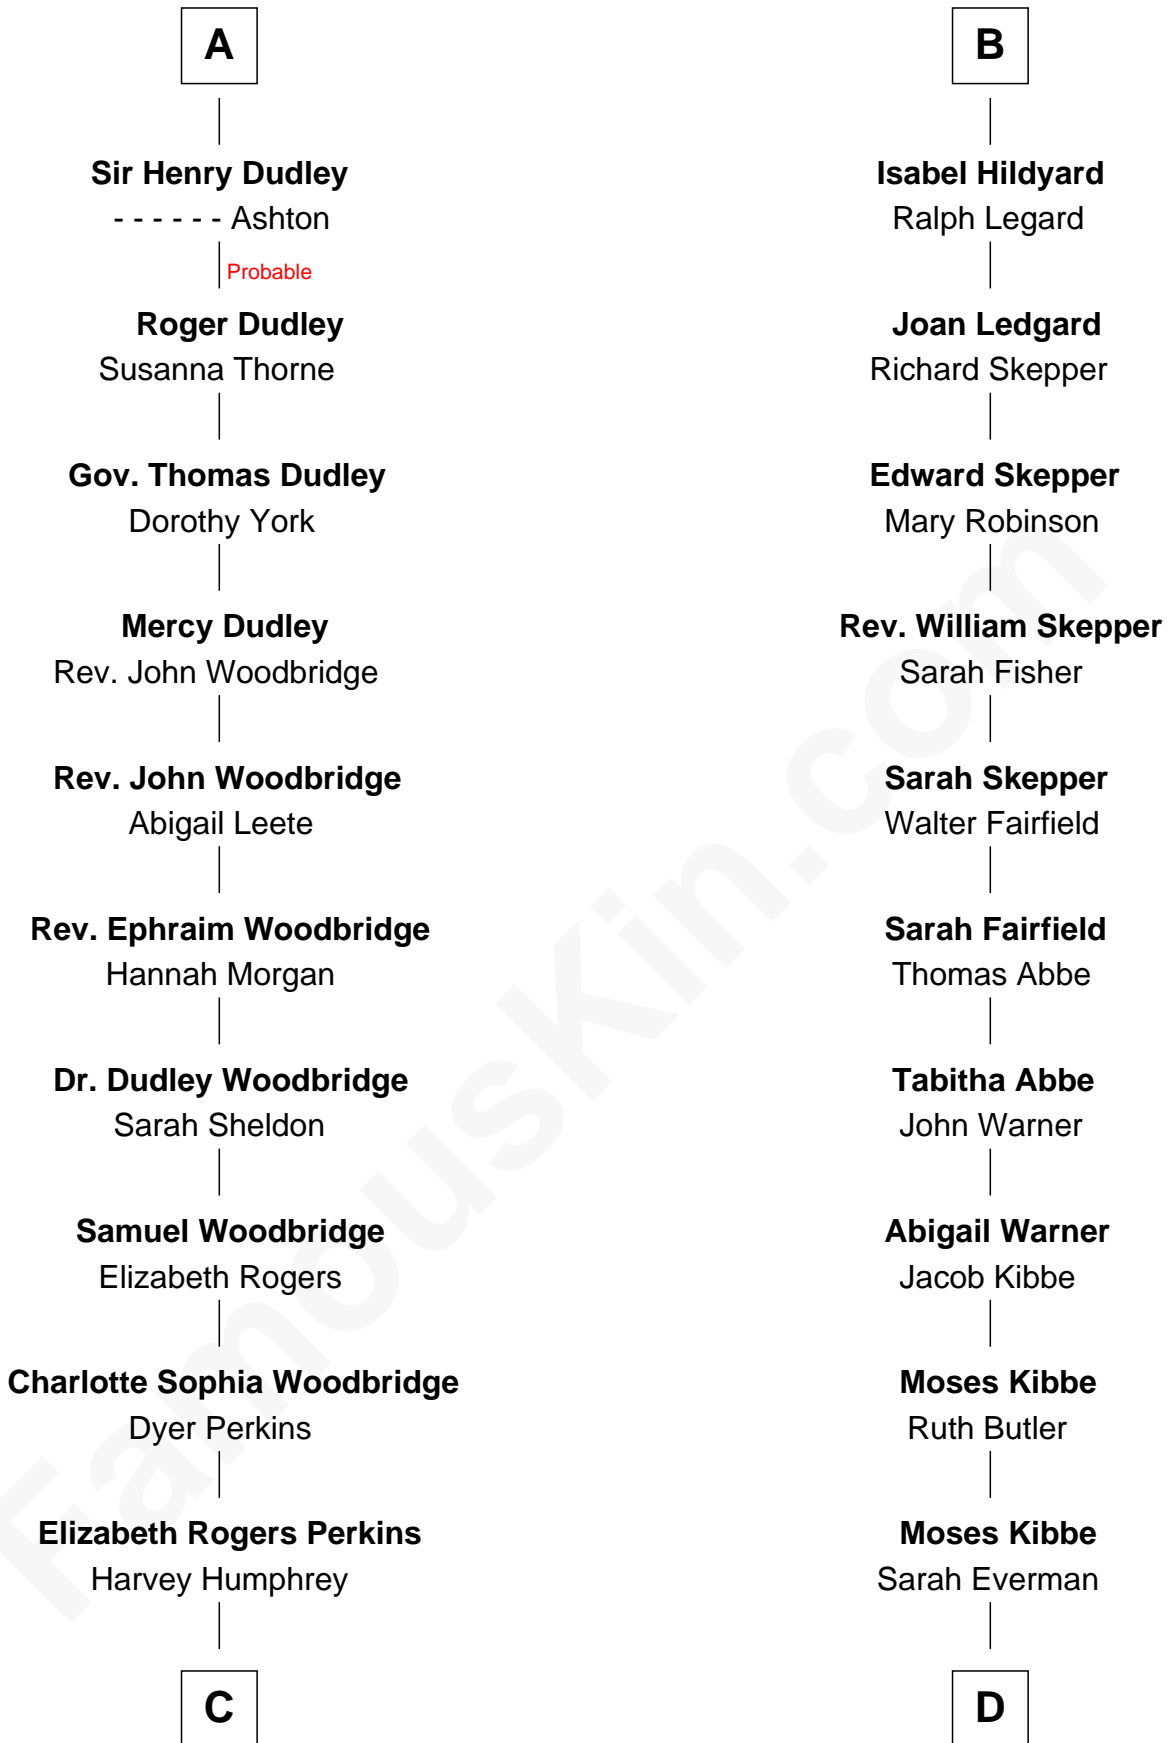 A
Sir Henry Dudley
- - - - - - Ashton
Probable
Roger Dudley
Susanna Thorne
Gov. Thomas Dudley
Dorothy York
Mercy Dudley
Rev. John Woodbridge
Rev. John Woodbridge
Abigail Leete
Rev. Ephraim Woodbridge
Hannah Morgan
Dr. Dudley Woodbridge
Sarah Sheldon
Samuel Woodbridge
Elizabeth Rogers
Charlotte Sophia Woodbridge
Dyer Perkins
Elizabeth Rogers Perkins
Harvey Humphrey
C
B
Isabel Hildyard
Ralph Legard
Joan Ledgard
Richard Skepper
Edward Skepper
Mary Robinson
Rev. William Skepper
Sarah Fisher
Sarah Skepper
Walter Fairfield
Sarah Fairfield
Thomas Abbe
Tabitha Abbe
John Warner
Abigail Warner
Jacob Kibbe
Moses Kibbe
Ruth Butler
Moses Kibbe
Sarah Everman
D
FamousKin.com